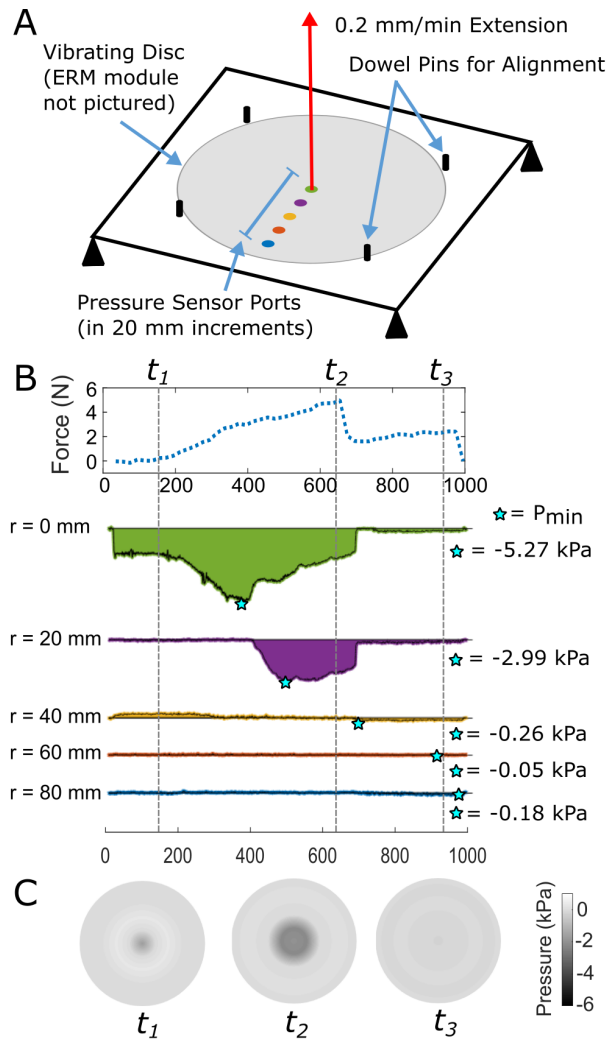 A
0.2 mm/min Extension
Vibrating Disc
(ERM module
not pictured)
Dowel Pins for Alignment
Pressure Sensor Ports
(in 20 mm increments)
B
t1
t2
t3
Force (N)
6
4
2
0
0 200 400 600 800 1000
= Pmin
r = 0 mm
= -5.27 kPa
r = 20 mm
= -2.99 kPa
r = 40 mm
= -0.26 kPa
r = 60 mm
= -0.05 kPa
r = 80 mm
= -0.18 kPa
0 200 400 600 800 1000
C
t1
t2
t3
Pressure (kPa)
0
-2
-4
-6